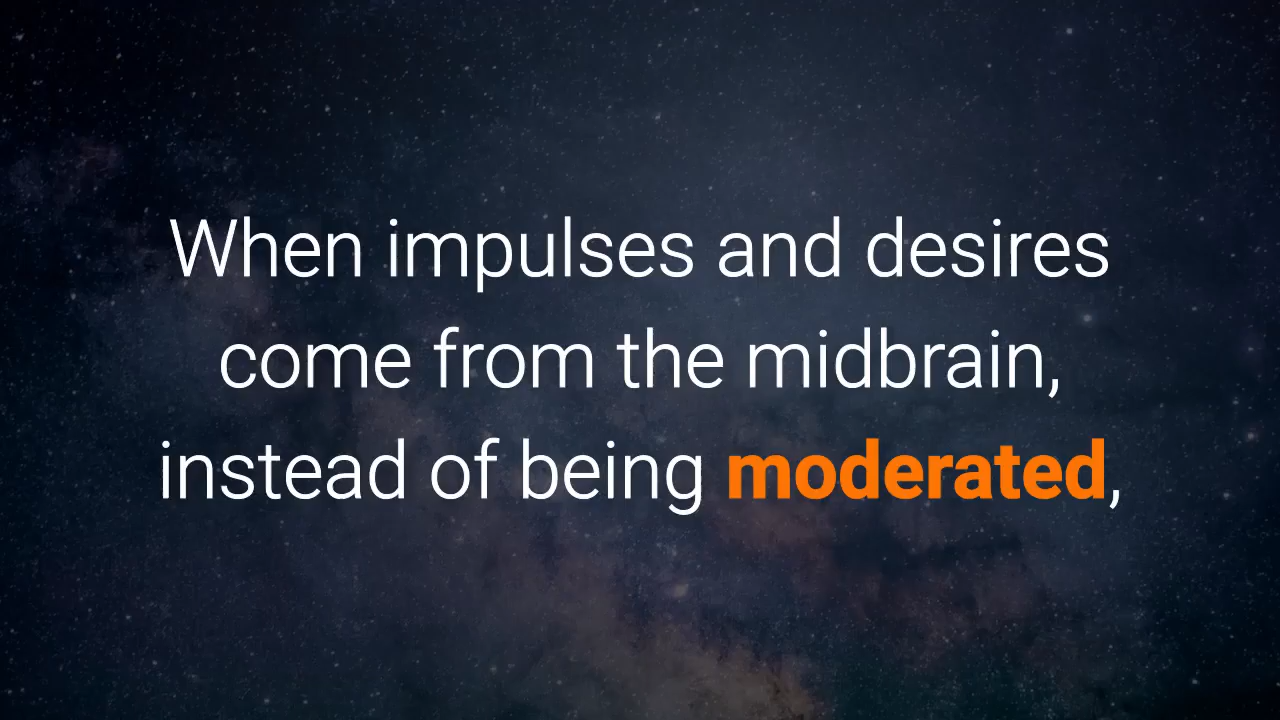 When impulses and desires
come from the midbrain,
instead of being moderated,